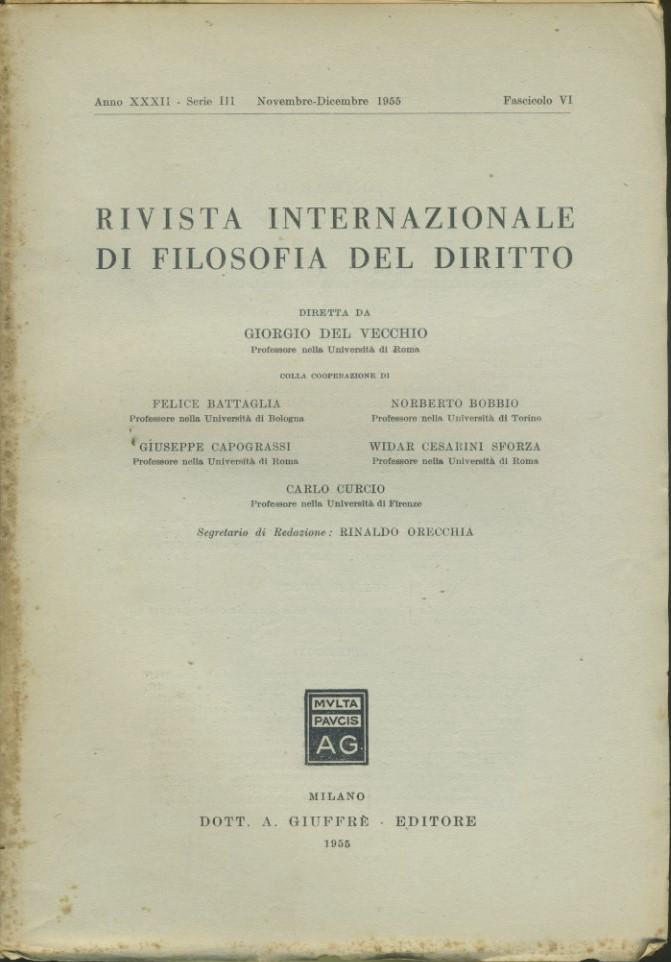 Anno XXXII - Serie III Novembre-Dicembre 1955 Fascicolo VI
RIVISTA INTERNAZIONALE
DI FILOSOFIA DEL DIRITTO
DIRETTA DA
GIORGIO DEL VECCHIO
Professore nella Università di Roma
COLLA COOPERAZIONE DI
FELICE BATTAGLIA
Professore nella Università di Bologna
NORBERTO BOBBIO
Professore nella Università di Torino
GIUSEPPE CAPOGRASSI
Professore nella Università di Roma
WIDAR CESARINI SFORZA
Professore nella Università di Roma
CARLO CURCIO
Professore nella Università di Firenze
Segretario di Redazione: RINALDO ORECCHIA
MVLTA
PAVCIS
AG
MILANO
DOTT. A. GIUFFRÈ - EDITORE
1955